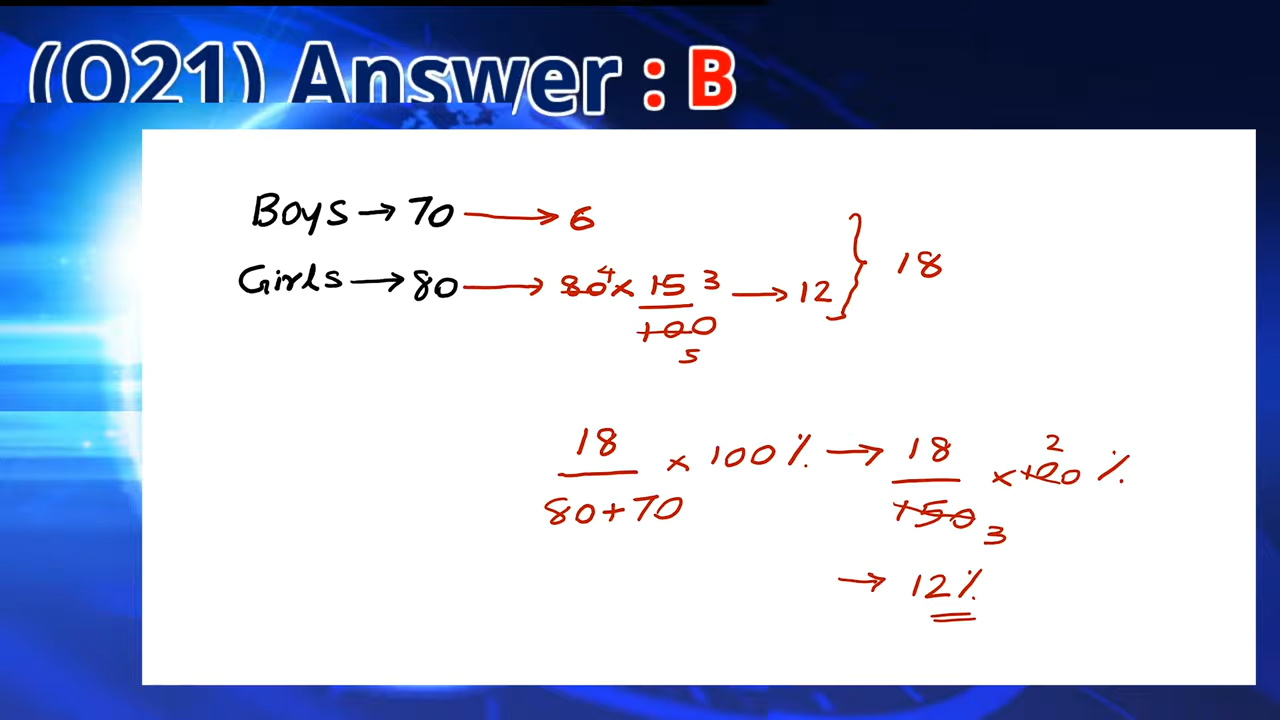 (Q21) Answer : B
Boys → 70 → 6
Girls → 80 → 80 4 × 15 3 / 100 5 → 12 } 18
18 / 80+70 × 100 % → 18 / 150 3 × 100 2 %
→ 12%